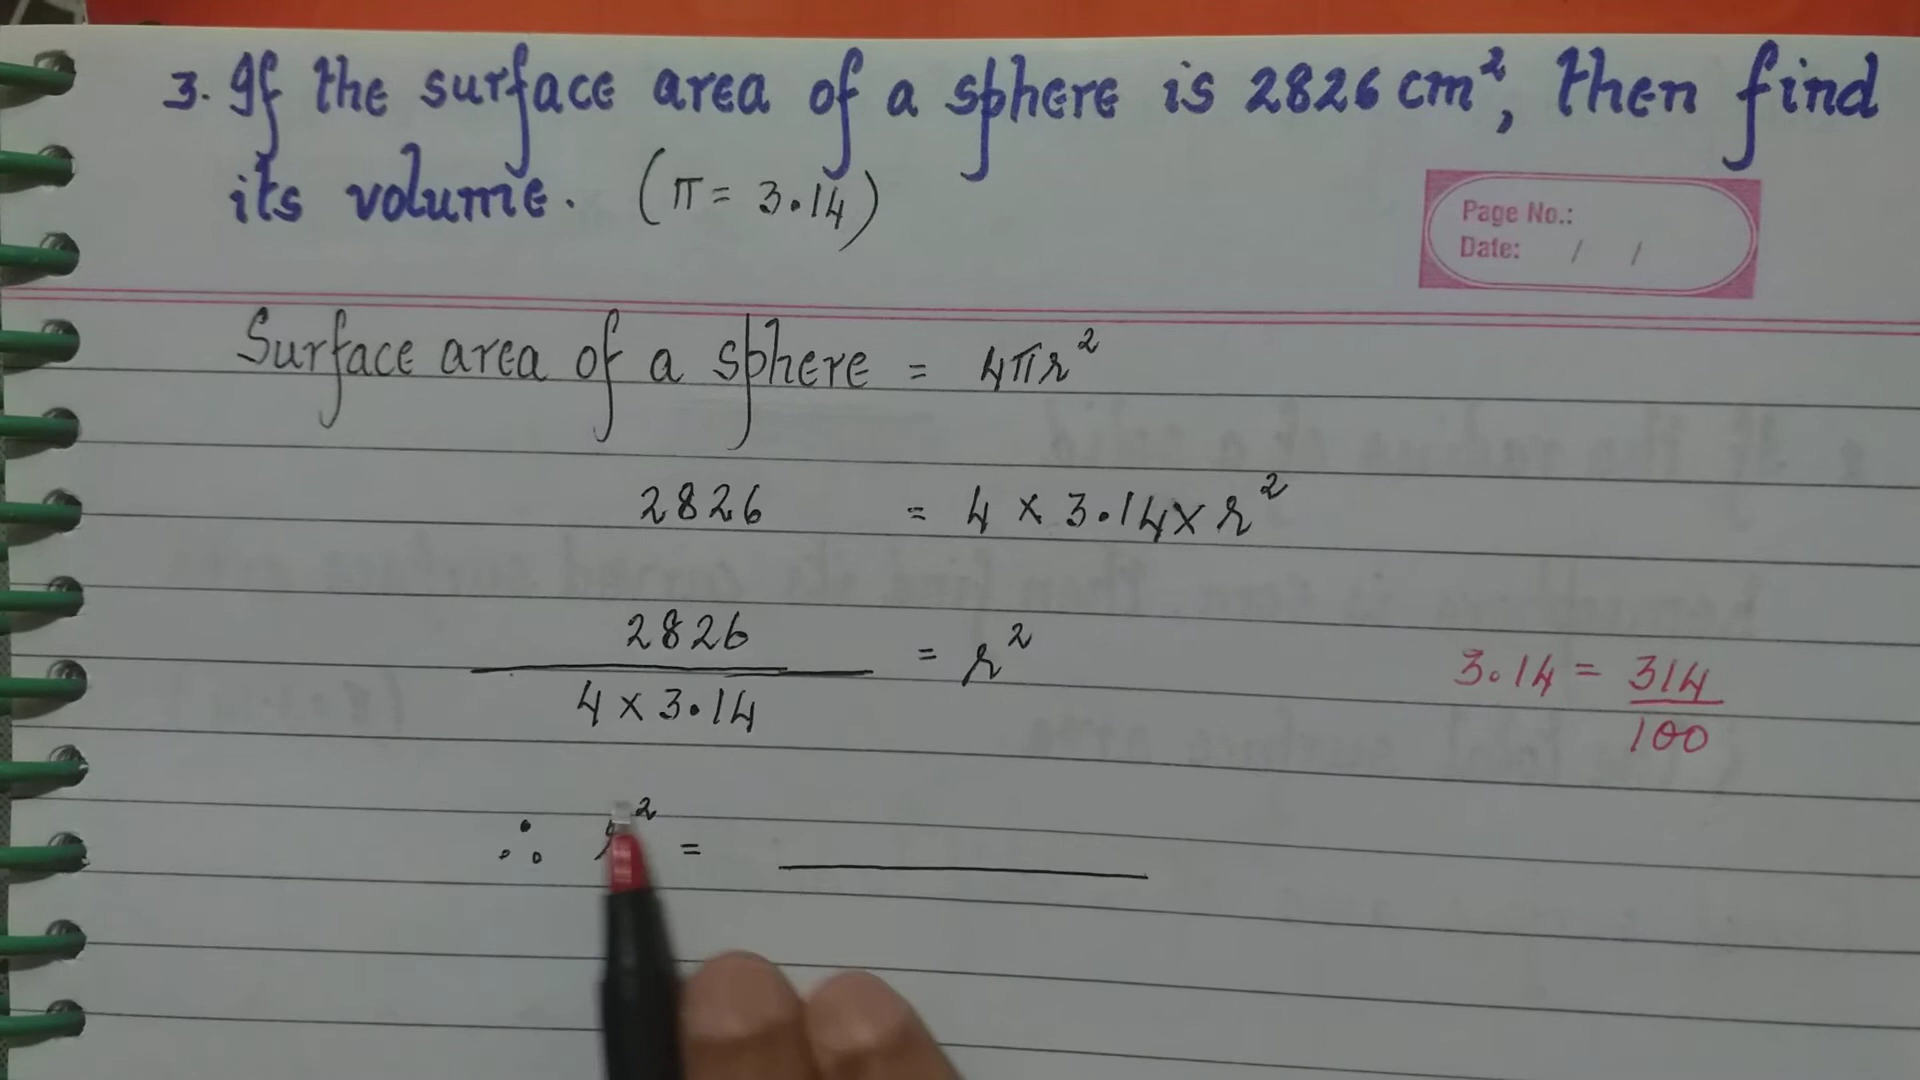 3. If the surface area of a sphere is 2826 cm², then find
its volume. (π = 3.14)
Page No.:
Date: / /
Surface area of a sphere = 4πr²
2826 = 4 × 3.14 × r²
2826
4 × 3.14
= r²
3.14 = 314
100
∴ r² =